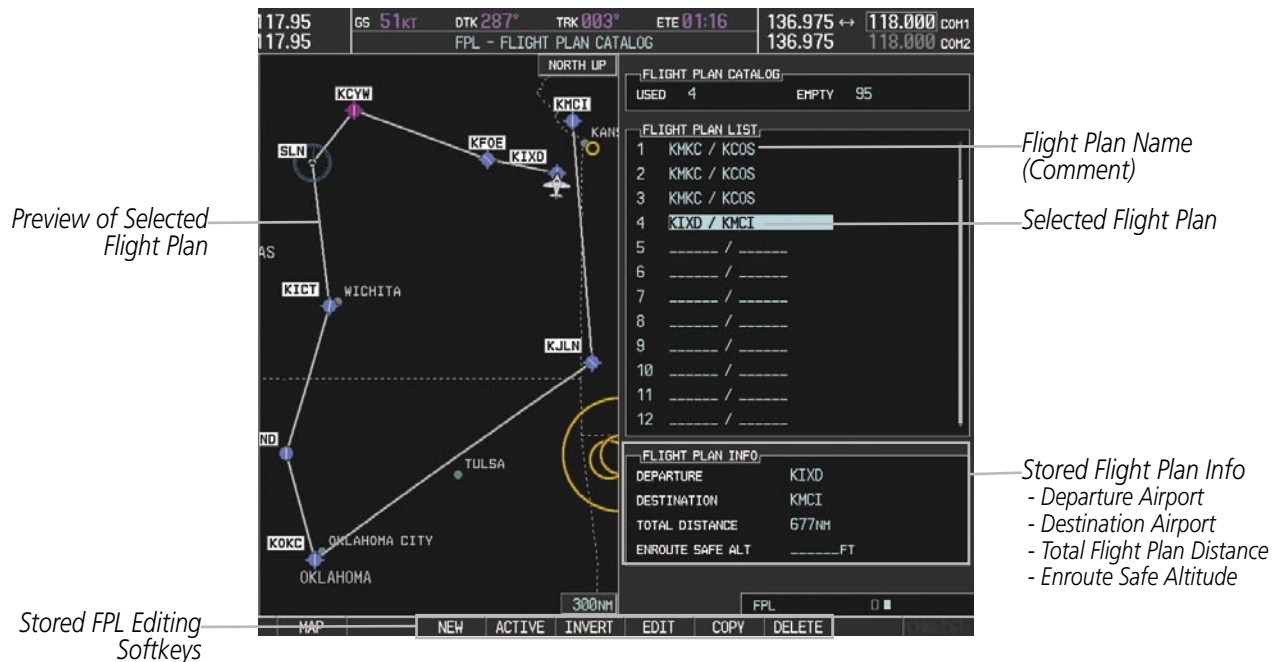 117.95 GS 51KT DTK 287° TRK 003° ETE 01:16 136.975 ↔ 118.000 COM1
117.95 FPL - FLIGHT PLAN CATALOG 136.975 118.000 COM2
NORTH UP
KCYW
KMCI
KANS
KFOE
KIXD
SLN
AS
KICT
WICHITA
KJLN
ND
TULSA
KOKC
OKLAHOMA CITY
OKLAHOMA
300NM
FLIGHT PLAN CATALOG
USED 4 EMPTY 95
FLIGHT PLAN LIST
1 KMKC / KCOS
2 KMKC / KCOS
3 KMKC / KCOS
4 KIXD / KMCI
5 ______ / ______
6 ______ / ______
7 ______ / ______
8 ______ / ______
9 ______ / ______
10 ______ / ______
11 ______ / ______
12 ______ / ______
FLIGHT PLAN INFO
DEPARTURE KIXD
DESTINATION KMCI
TOTAL DISTANCE 677NM
ENROUTE SAFE ALT ______FT
FPL
MAP NEW ACTIVE INVERT EDIT COPY DELETE CHKLIST
Preview of Selected
Flight Plan
Stored FPL Editing
Softkeys
Flight Plan Name
(Comment)
Selected Flight Plan
Stored Flight Plan Info
- Departure Airport
- Destination Airport
- Total Flight Plan Distance
- Enroute Safe Altitude